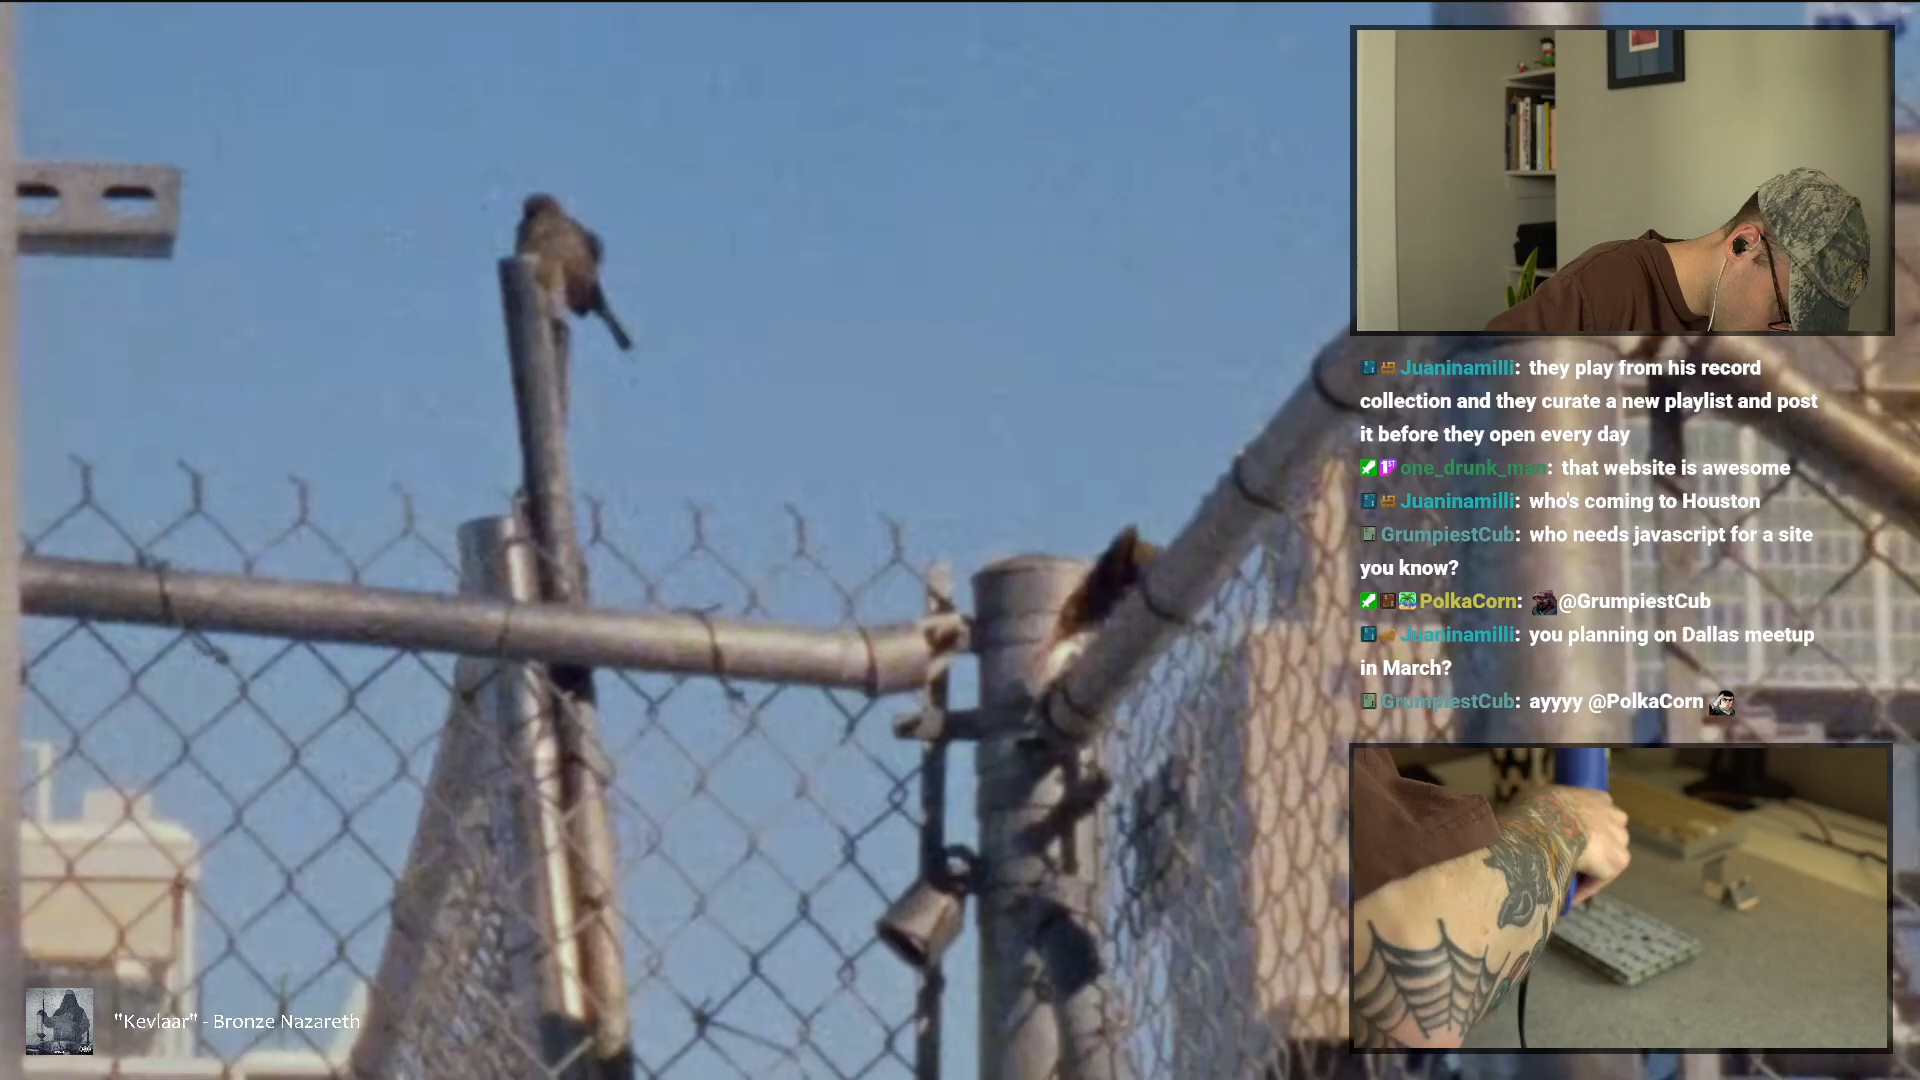 Juaninamilli: they play from his record
collection and they curate a new playlist and post
it before they open every day
one_drunk_man: that website is awesome
Juaninamilli: who's coming to Houston
GrumpiestCub: who needs javascript for a site
you know?
PolkaCorn: @GrumpiestCub
Juaninamilli: you planning on Dallas meetup
in March?
GrumpiestCub: ayyyy @PolkaCorn
"Kevlaar" - Bronze Nazareth